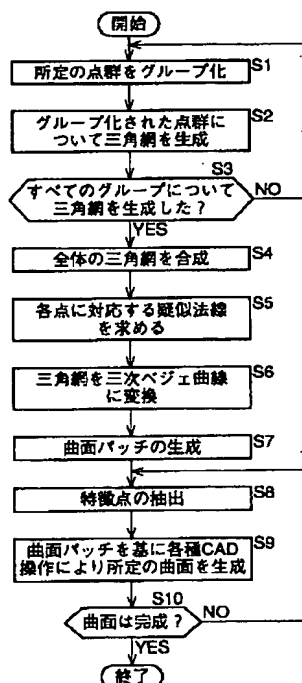 開始
所定の点群をグループ化
S1
グループ化された点群に
ついて三角網を生成
S2
S3
すべてのグループについて
三角網を生成した？
NO
YES
全体の三角網を合成
S4
各点に対応する疑似法線
を求める
S5
三角網を三次ベジェ曲線
に変換
S6
曲面パッチの生成
S7
特徴点の抽出
S8
曲面パッチを基に各種CAD
操作により所定の曲面を生成
S9
S10
曲面は完成？
NO
YES
終了